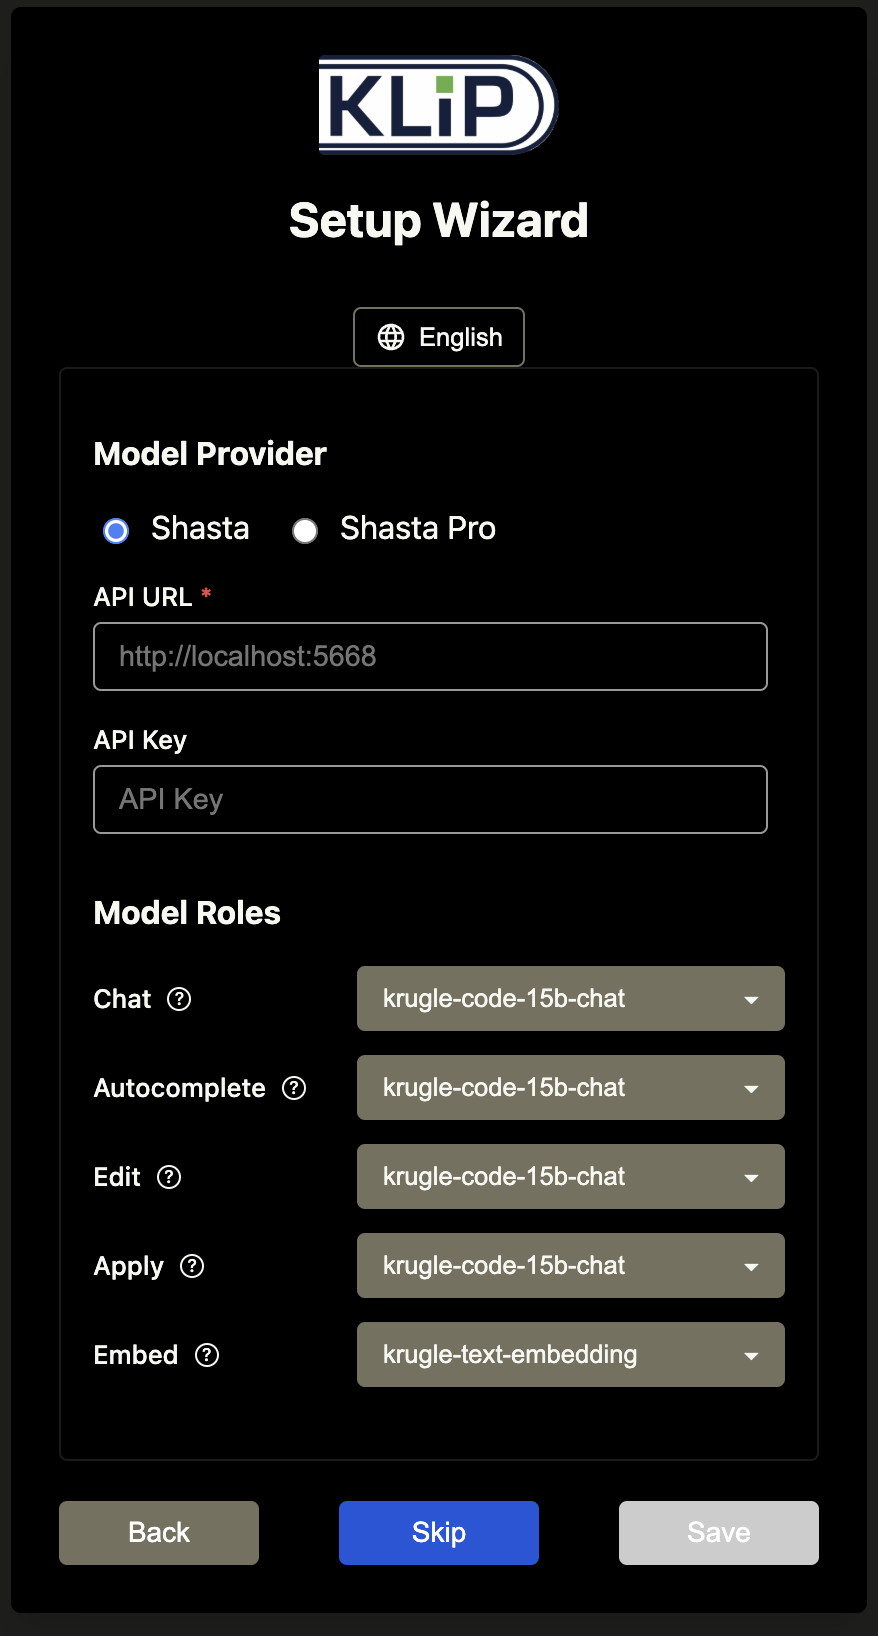 KLiP
Setup Wizard
English
Model Provider
Shasta Shasta Pro
API URL *
http://localhost:5668
API Key
API Key
Model Roles
Chat ? krugle-code-15b-chat
Autocomplete ? krugle-code-15b-chat
Edit ? krugle-code-15b-chat
Apply ? krugle-code-15b-chat
Embed ? krugle-text-embedding
Back Skip Save